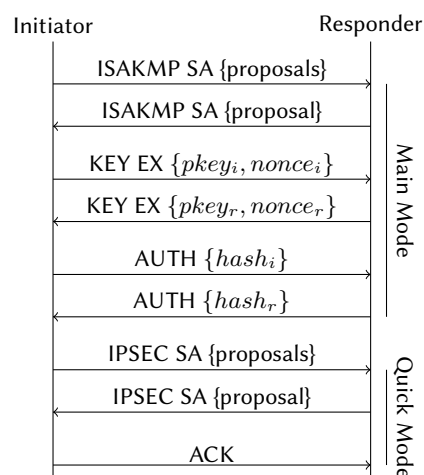 Initiator
Responder
ISAKMP SA {proposals}
ISAKMP SA {proposal}
KEY EX {pkey_i, nonce_i}
KEY EX {pkey_r, nonce_r}
AUTH {hash_i}
AUTH {hash_r}
Main Mode
IPSEC SA {proposals}
IPSEC SA {proposal}
ACK
Quick Mode